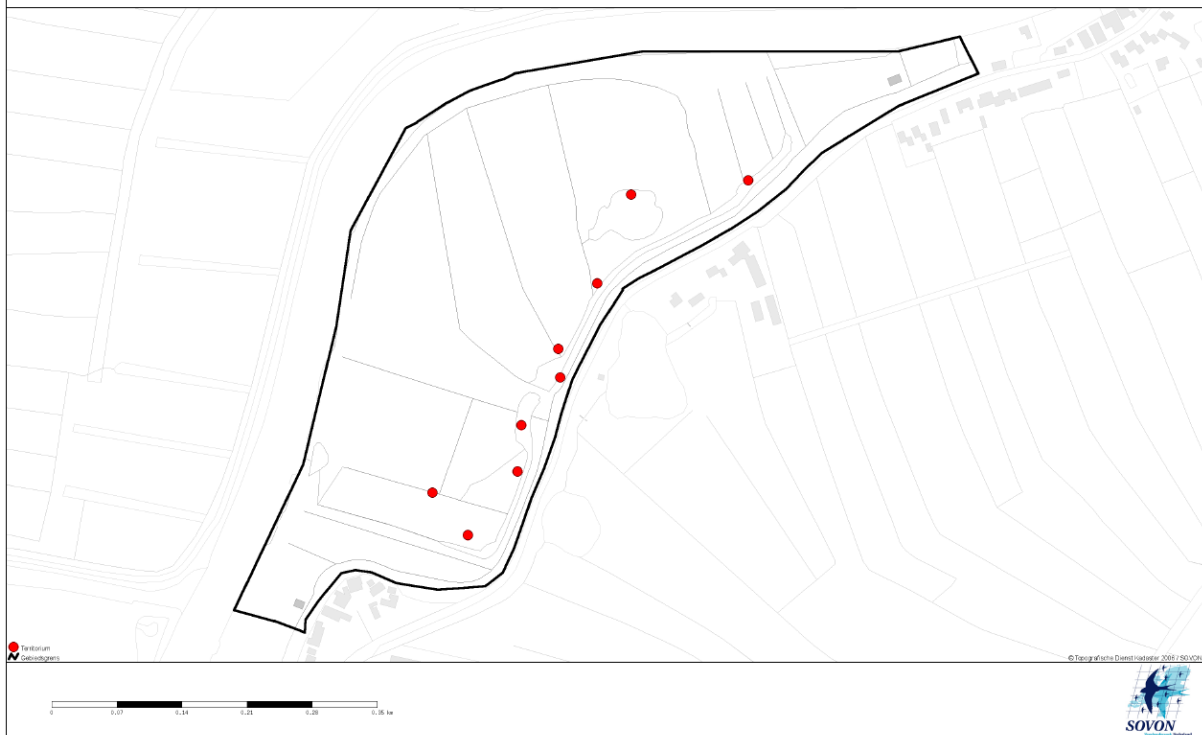 Territorium
Gebiedsgrens
© Topografische Dienst Kadaster 2006 / SOVON
0 0.07 0.14 0.21 0.28 0.35 km
SOVON